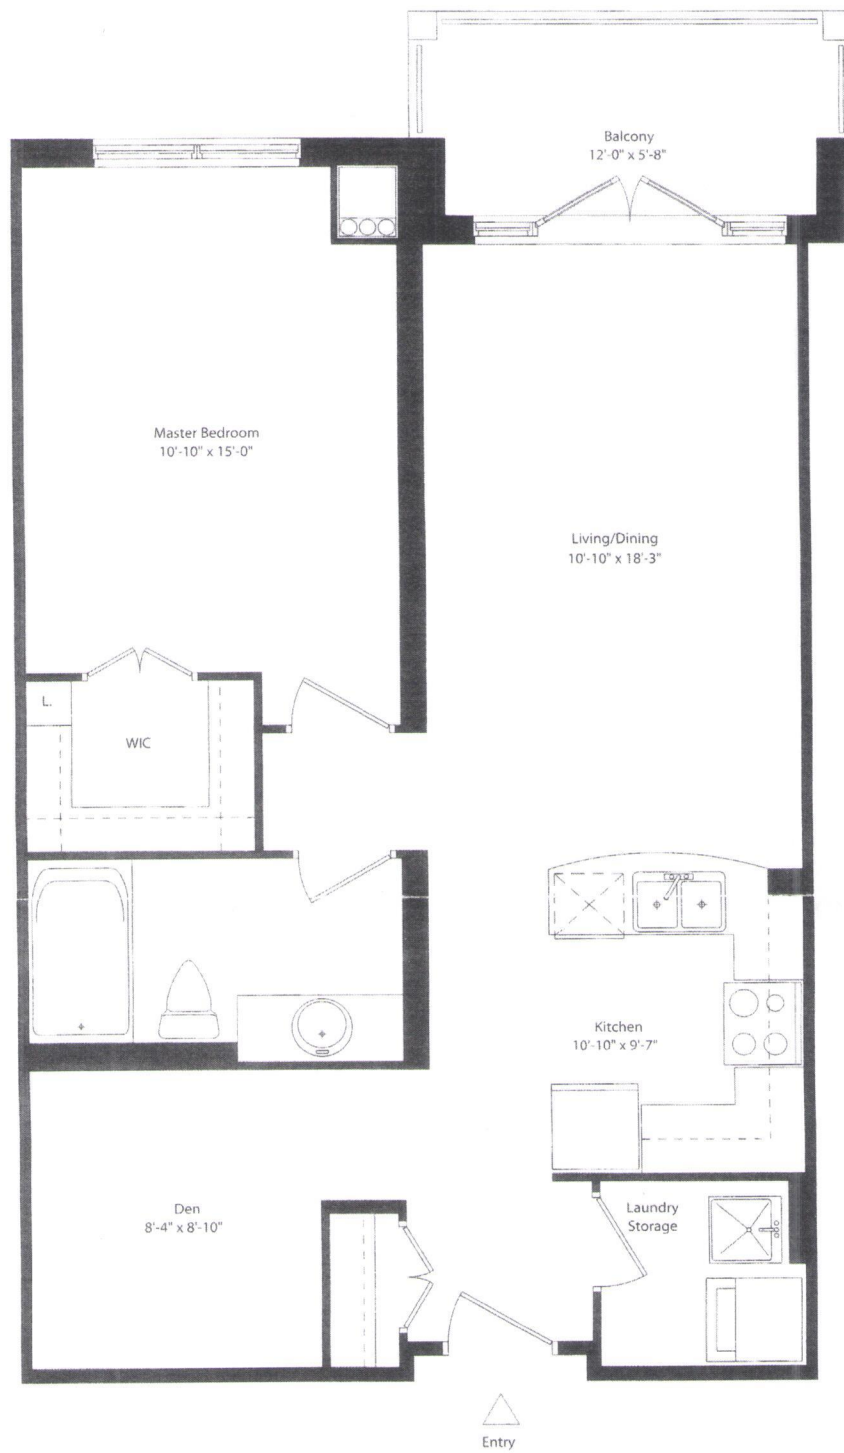 Balcony
12'-0" x 5'-8"
Master Bedroom
10'-10" x 15'-0"
Living/Dining
10'-10" x 18'-3"
L.
WIC
Kitchen
10'-10" x 9'-7"
Den
8'-4" x 8'-10"
Laundry
Storage
Entry